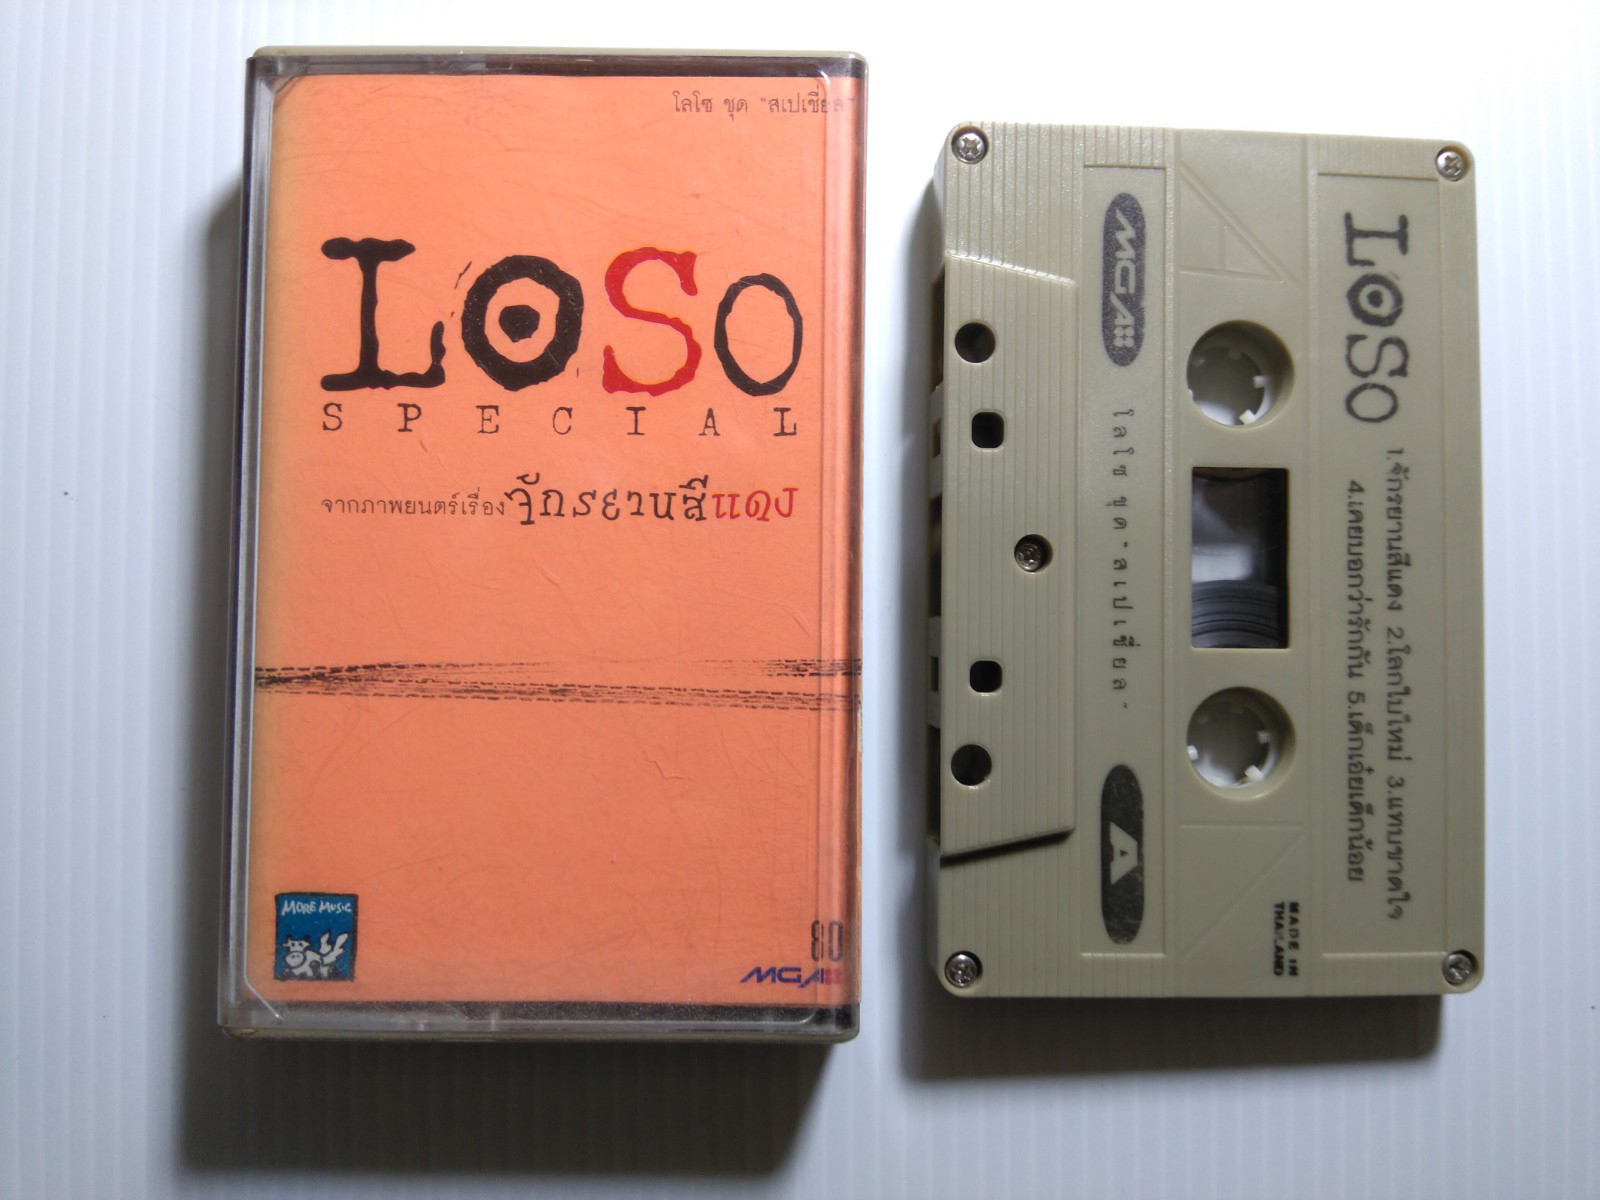 โลโซ ชุด "สเปเชี่ยล"
LOSO
SPECIAL
จากภาพยนตร์เรื่อง จักรยานสีแดง
MORE MUSIC
80
MGA
LOSO
1.จักรยานสีแดง 2.โลกใบใหม่ 3.แทบขาดใจ
4.เคยบอกว่ารักกัน 5.เด็กเอ๋ยเด็กน้อย
MADE IN
THAILAND
MGA
โลโซ ชุด "สเปเชี่ยล"
A